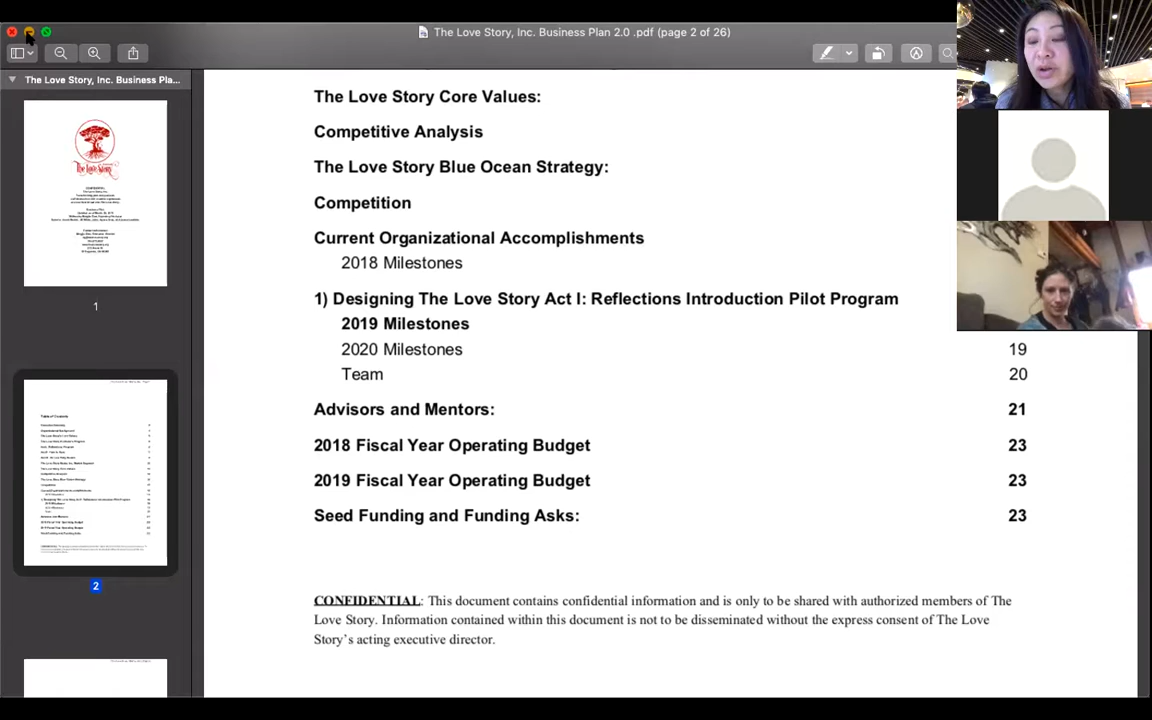 The Love Story, Inc. Business Plan 2.0 .pdf (page 2 of 26)
The Love Story, Inc. Business Pla...
The Love Story
1
2
The Love Story Core Values:
Competitive Analysis
The Love Story Blue Ocean Strategy:
Competition
Current Organizational Accomplishments
2018 Milestones
1) Designing The Love Story Act I: Reflections Introduction Pilot Program
2019 Milestones
2020 Milestones 19
Team 20
Advisors and Mentors: 21
2018 Fiscal Year Operating Budget 23
2019 Fiscal Year Operating Budget 23
Seed Funding and Funding Asks: 23
CONFIDENTIAL: This document contains confidential information and is only to be shared with authorized members of The
Love Story. Information contained within this document is not to be disseminated without the express consent of The Love
Story's acting executive director.